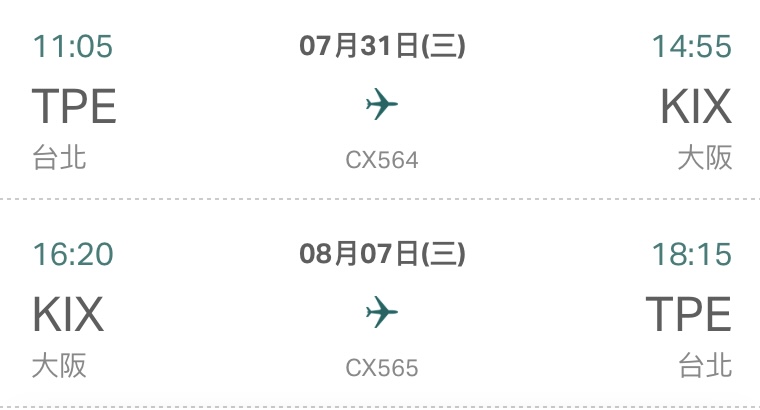 11:05 07月31日(三) 14:55
TPE KIX
台北 CX564 大阪
16:20 08月07日(三) 18:15
KIX TPE
大阪 CX565 台北